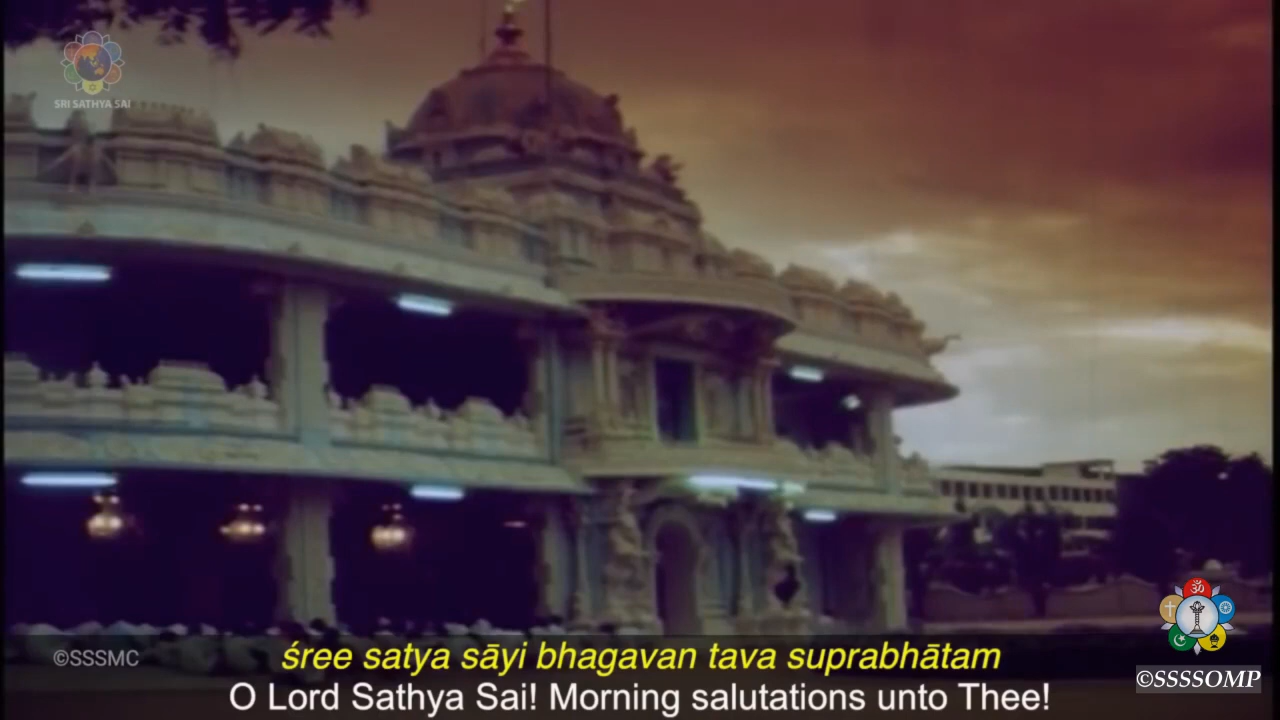 SRI SATHYA SAI
©SSSMC
śree satya sāyi bhagavan tava suprabhātam
O Lord Sathya Sai! Morning salutations unto Thee!
ॐ
©SSSSOMP